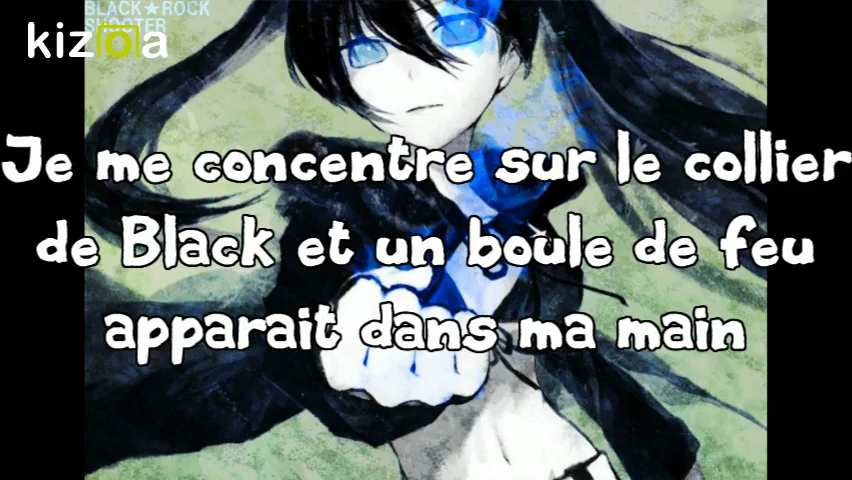 BLACK★ROCK
SHOOTER
kizoa
Je me concentre sur le collier
de Black et un boule de feu
apparait dans ma main